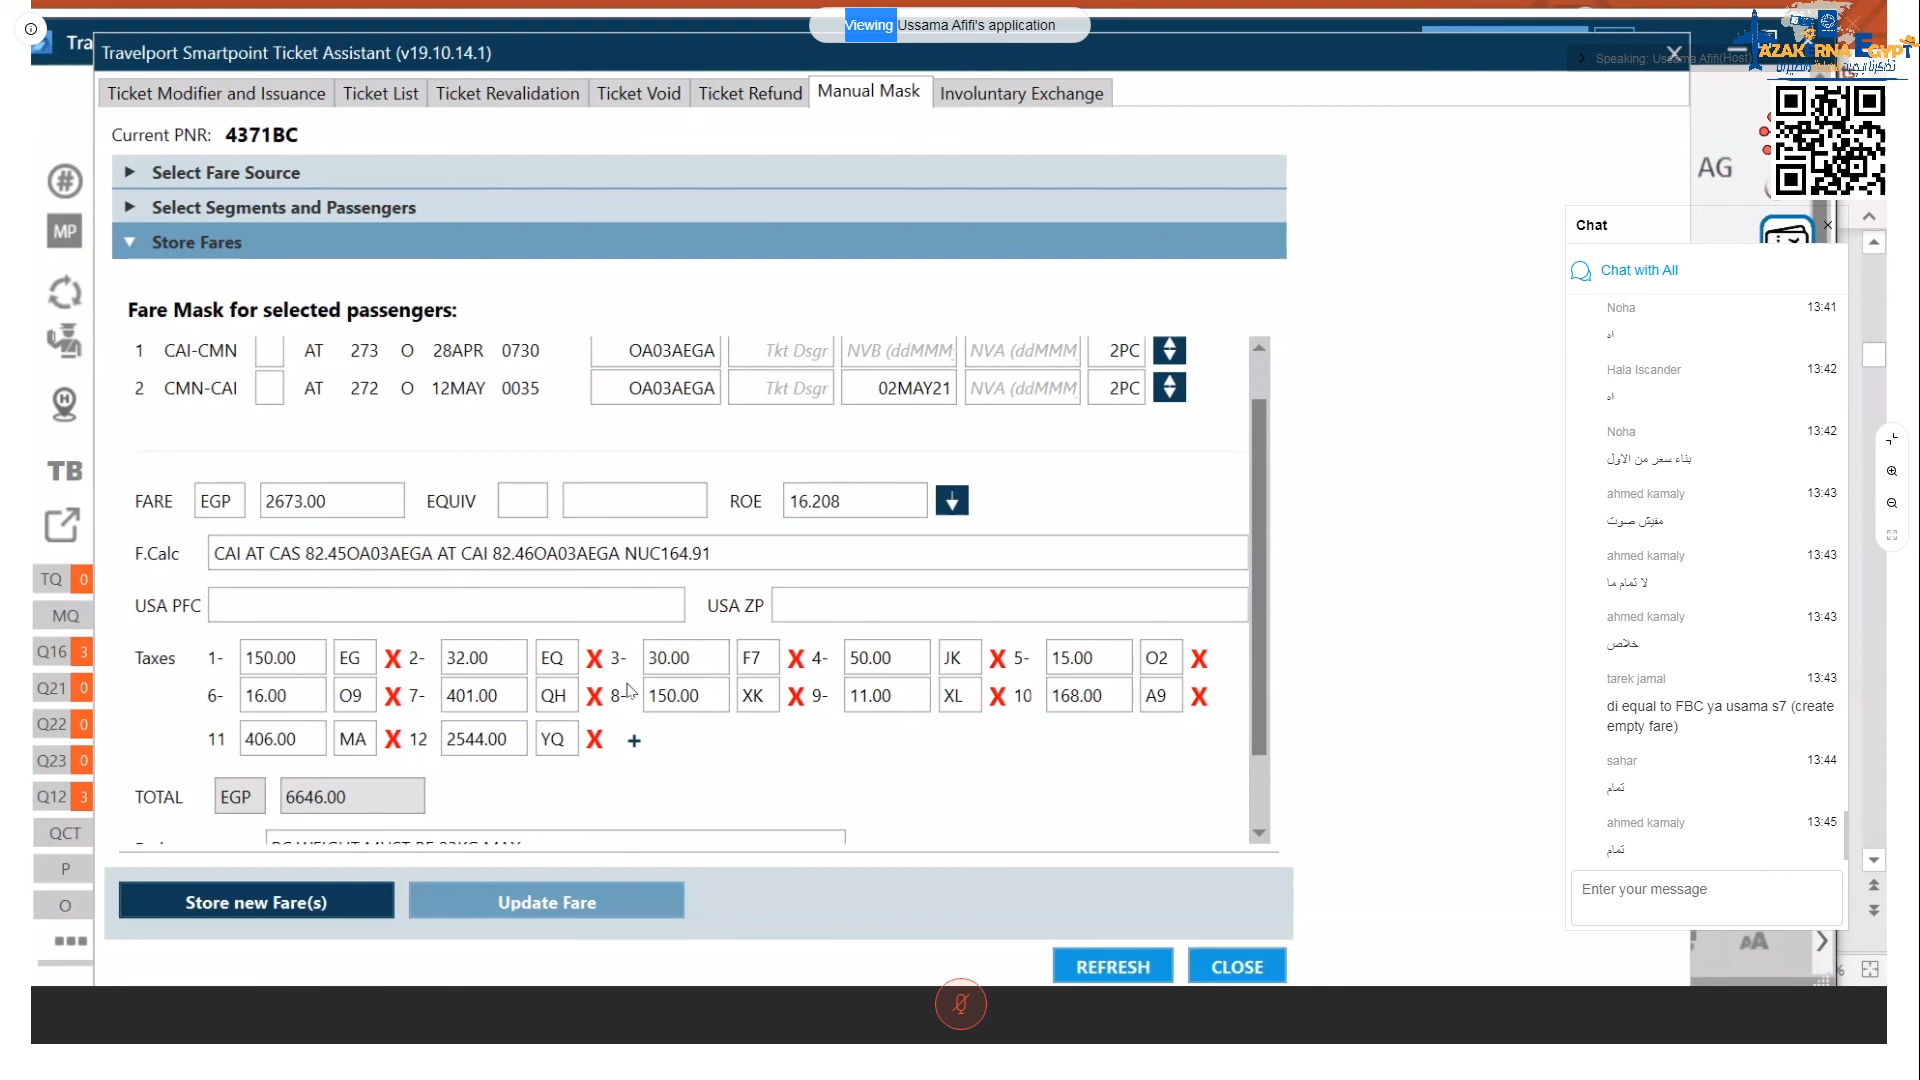 Viewing Ussama Afifi's application
Tra
Travelport Smartpoint Ticket Assistant (v19.10.14.1)
Speaking: Ussama Afifi(Host)
Ticket Modifier and Issuance
Ticket List
Ticket Revalidation
Ticket Void
Ticket Refund
Manual Mask
Involuntary Exchange
Current PNR: 4371BC
Select Fare Source
Select Segments and Passengers
Store Fares
Fare Mask for selected passengers:
1 CAI-CMN AT 273 O 28APR 0730 OA03AEGA Tkt Dsgr NVB (ddMMM NVA (ddMMM 2PC
2 CMN-CAI AT 272 O 12MAY 0035 OA03AEGA Tkt Dsgr 02MAY21 NVA (ddMMM 2PC
FARE EGP 2673.00 EQUIV ROE 16.208
F.Calc CAI AT CAS 82.45OA03AEGA AT CAI 82.46OA03AEGA NUC164.91
USA PFC USA ZP
Taxes 1- 150.00 EG X 2- 32.00 EQ X 3- 30.00 F7 X 4- 50.00 JK X 5- 15.00 O2 X
6- 16.00 O9 X 7- 401.00 QH X 8- 150.00 XK X 9- 11.00 XL X 10 168.00 A9 X
11 406.00 MA X 12 2544.00 YQ X +
TOTAL EGP 6646.00
Store new Fare(s)
Update Fare
REFRESH
CLOSE
MP
TB
TQ 0
MQ
Q16 3
Q21 0
Q22 0
Q23 0
Q12 3
QCT
P
O
AZAKERNA EGYPT
AG
Chat
Chat with All
Noha 13:41
اه
Hala Iscander 13:42
اه
Noha 13:42
بناء سعر من الاول
ahmed kamaly 13:43
مفيش صوت
ahmed kamaly 13:43
لا تمام ما
ahmed kamaly 13:43
خلاص
tarek jamal 13:43
di equal to FBC ya usama s7 (create
empty fare)
sahar 13:44
تمام
ahmed kamaly 13:45
تمام
Enter your message
AA
%